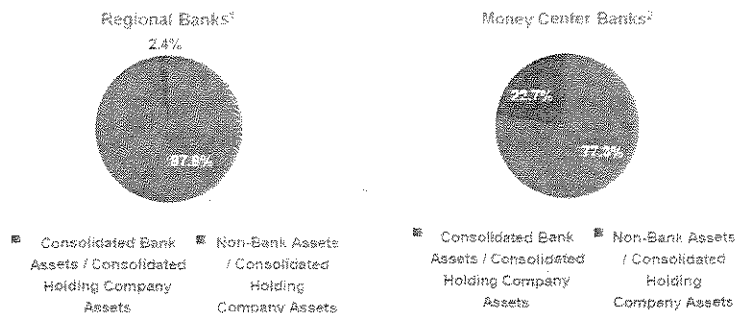 Regional Banks¹
2.4%
97.6%
Consolidated Bank
Assets / Consolidated
Holding Company
Assets
Non-Bank Assets
/ Consolidated
Holding
Company Assets
Money Center Banks²
22.7%
77.3%
Consolidated Bank
Assets / Consolidated
Holding Company
Assets
Non-Bank Assets
/ Consolidated
Holding
Company Assets